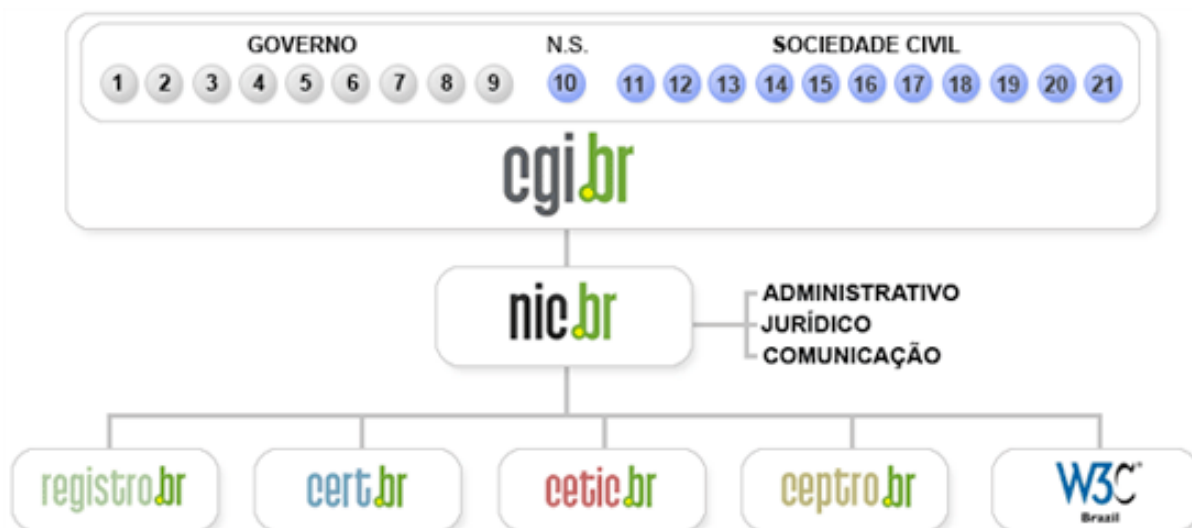 GOVERNO N.S. SOCIEDADE CIVIL
1 2 3 4 5 6 7 8 9 10 11 12 13 14 15 16 17 18 19 20 21
cgi.br
nic.br
ADMINISTRATIVO
JURÍDICO
COMUNICAÇÃO
registro.br cert.br cetic.br ceptro.br W3C
Brazil